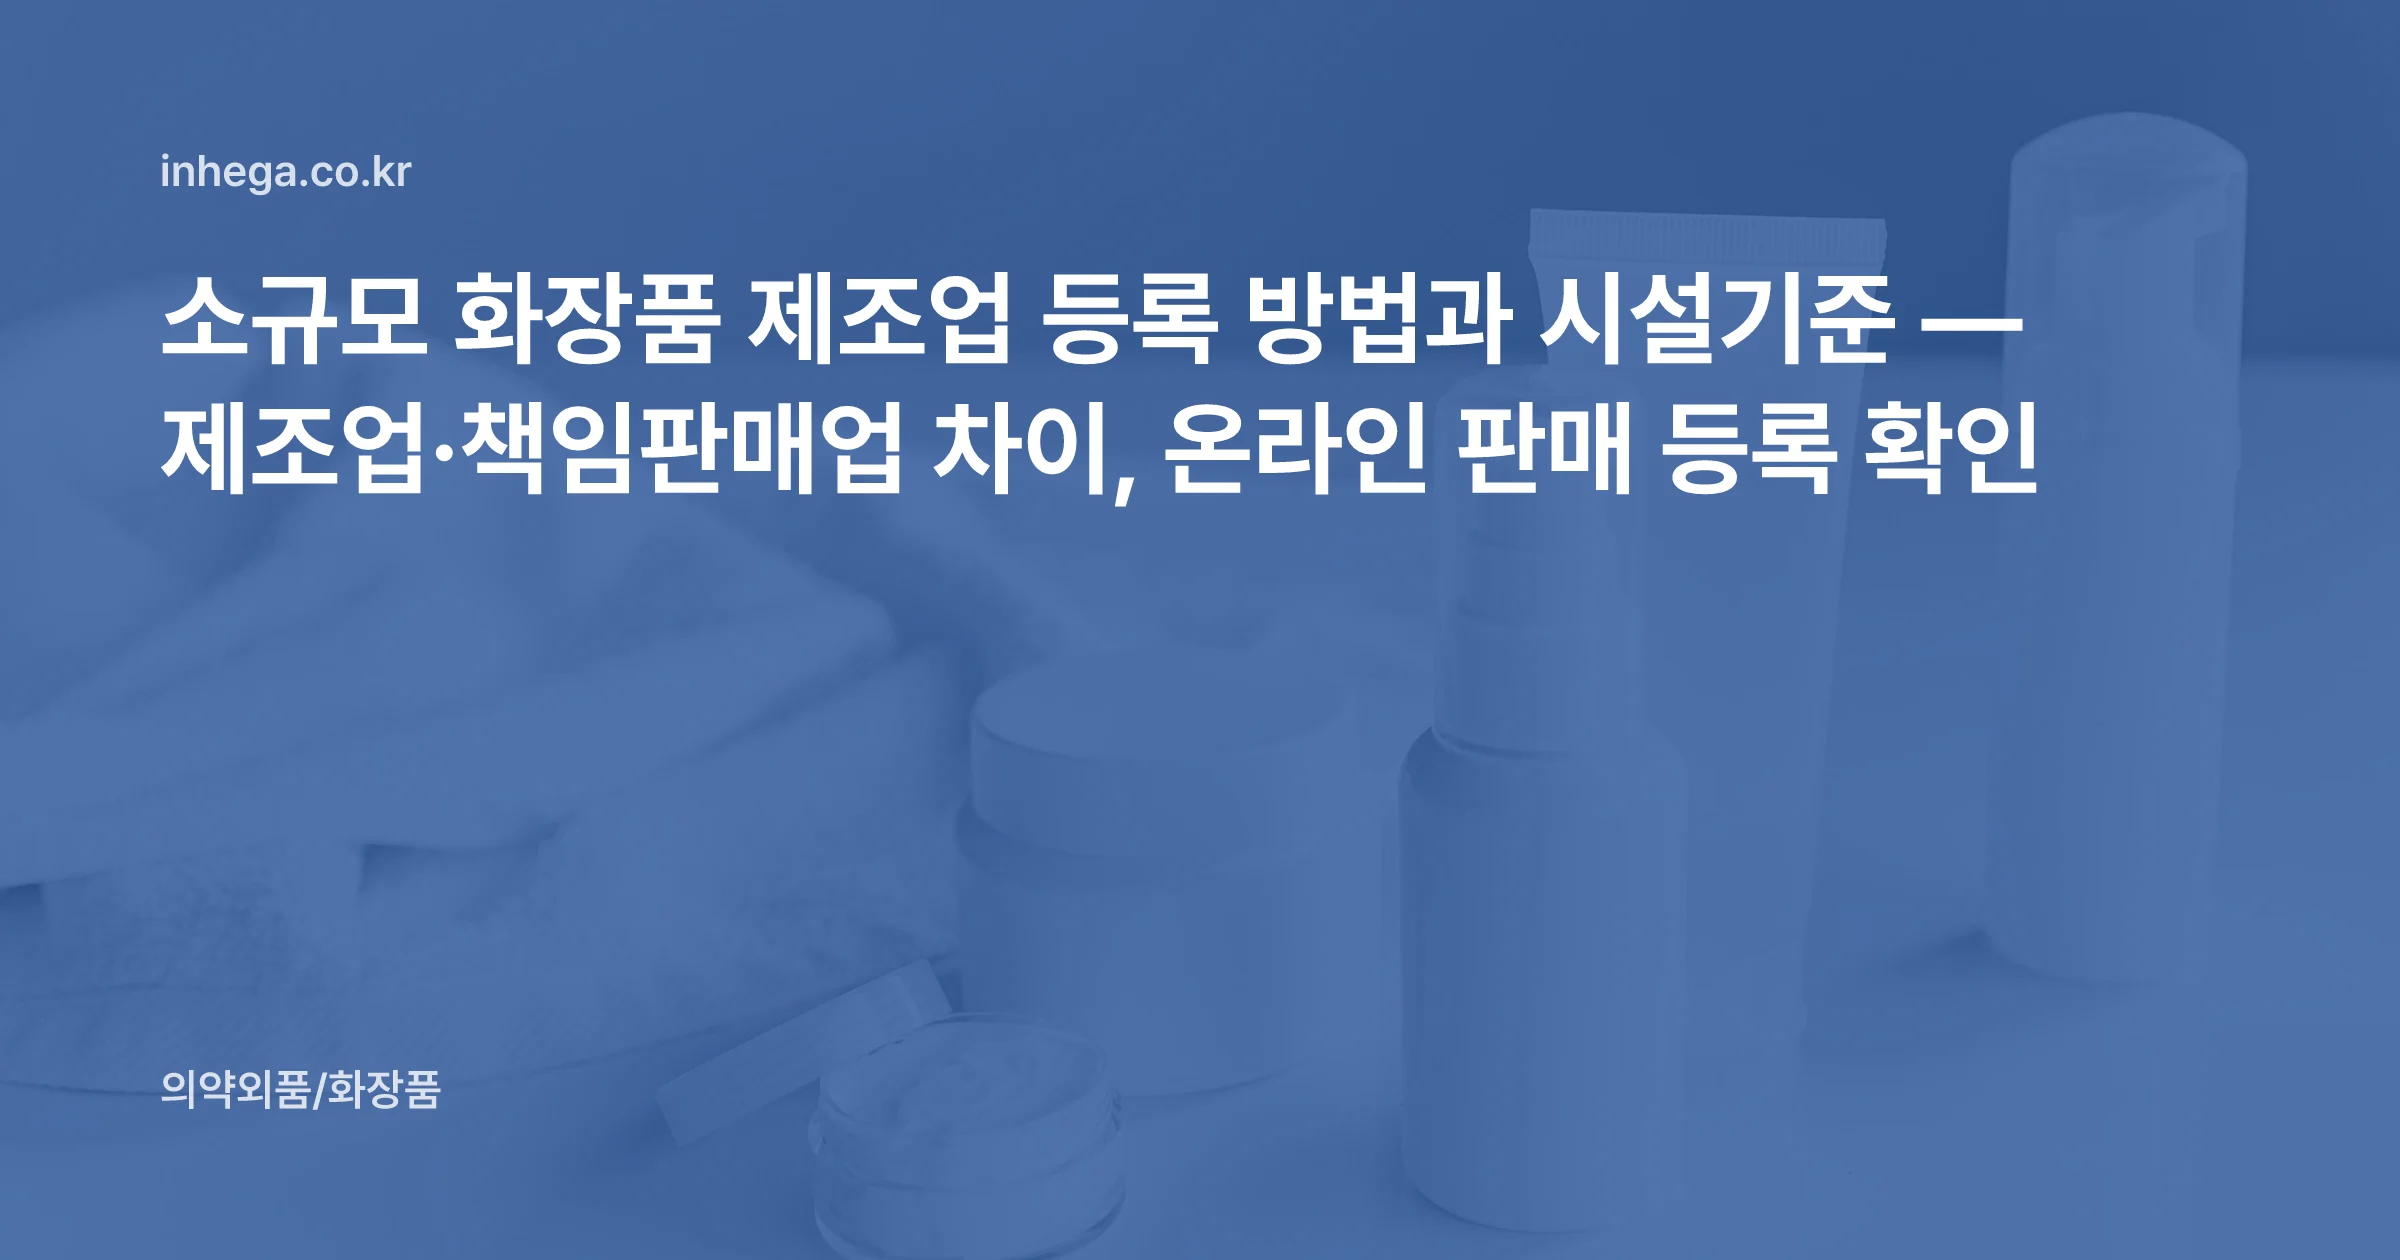 inhega.co.kr
소규모 화장품 제조업 등록 방법과 시설기준 —
제조업·책임판매업 차이, 온라인 판매 등록 확인
의약외품/화장품